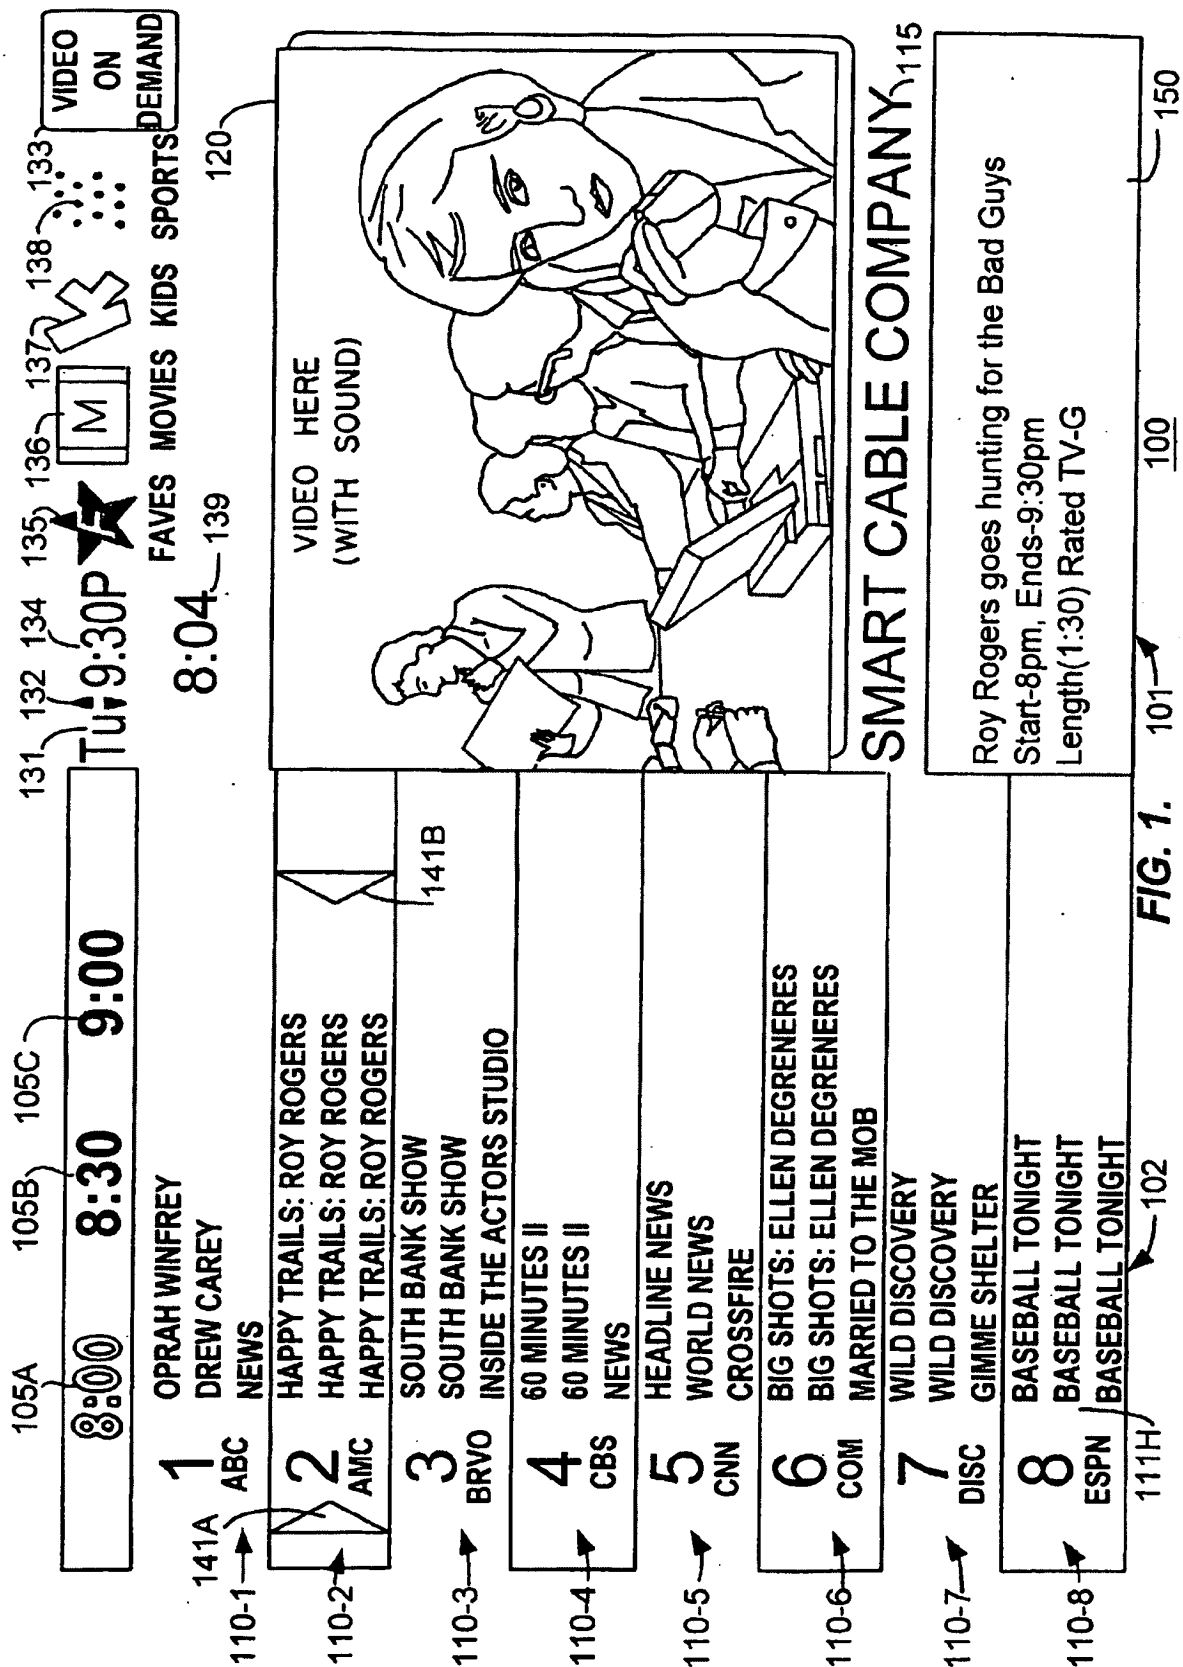 105A
105B
105C
131
132
134
135
136
137
138
133
8:00
8:30
9:00
Tu
9:30P
M
VIDEO
ON
DEMAND
FAVES
MOVIES
KIDS
SPORTS
8:04
139
120
1
ABC
OPRAH WINFREY
DREW CAREY
NEWS
141A
2
AMC
HAPPY TRAILS: ROY ROGERS
HAPPY TRAILS: ROY ROGERS
HAPPY TRAILS: ROY ROGERS
141B
3
BRVO
SOUTH BANK SHOW
SOUTH BANK SHOW
INSIDE THE ACTORS STUDIO
4
CBS
60 MINUTES II
60 MINUTES II
NEWS
5
CNN
HEADLINE NEWS
WORLD NEWS
CROSSFIRE
6
COM
BIG SHOTS: ELLEN DEGRENERES
BIG SHOTS: ELLEN DEGRENERES
MARRIED TO THE MOB
7
DISC
WILD DISCOVERY
WILD DISCOVERY
GIMME SHELTER
8
ESPN
BASEBALL TONIGHT
BASEBALL TONIGHT
BASEBALL TONIGHT
110-1
110-2
110-3
110-4
110-5
110-6
110-7
110-8
111H
102
VIDEO HERE
(WITH SOUND)
SMART CABLE COMPANY
115
Roy Rogers goes hunting for the Bad Guys
Start-8pm, Ends-9:30pm
Length(1:30) Rated TV-G
150
101
100
FIG. 1.